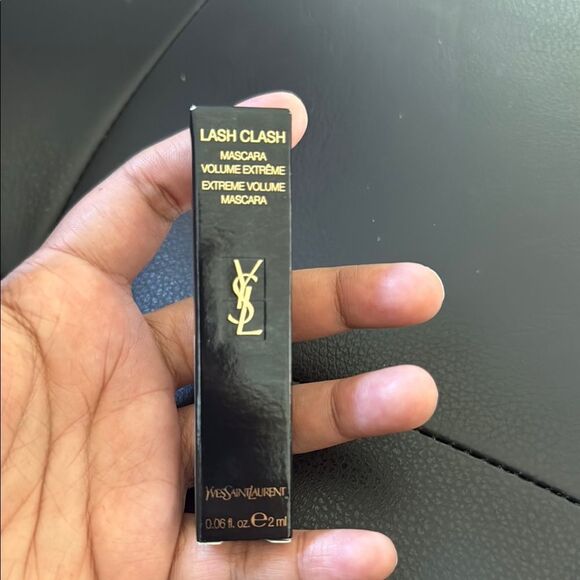 LASH CLASH
MASCARA
VOLUME EXTRÊME
EXTREME VOLUME
MASCARA
YSL
YVESSAINTLAURENT
0.06 fl. oz. ℮ 2 ml